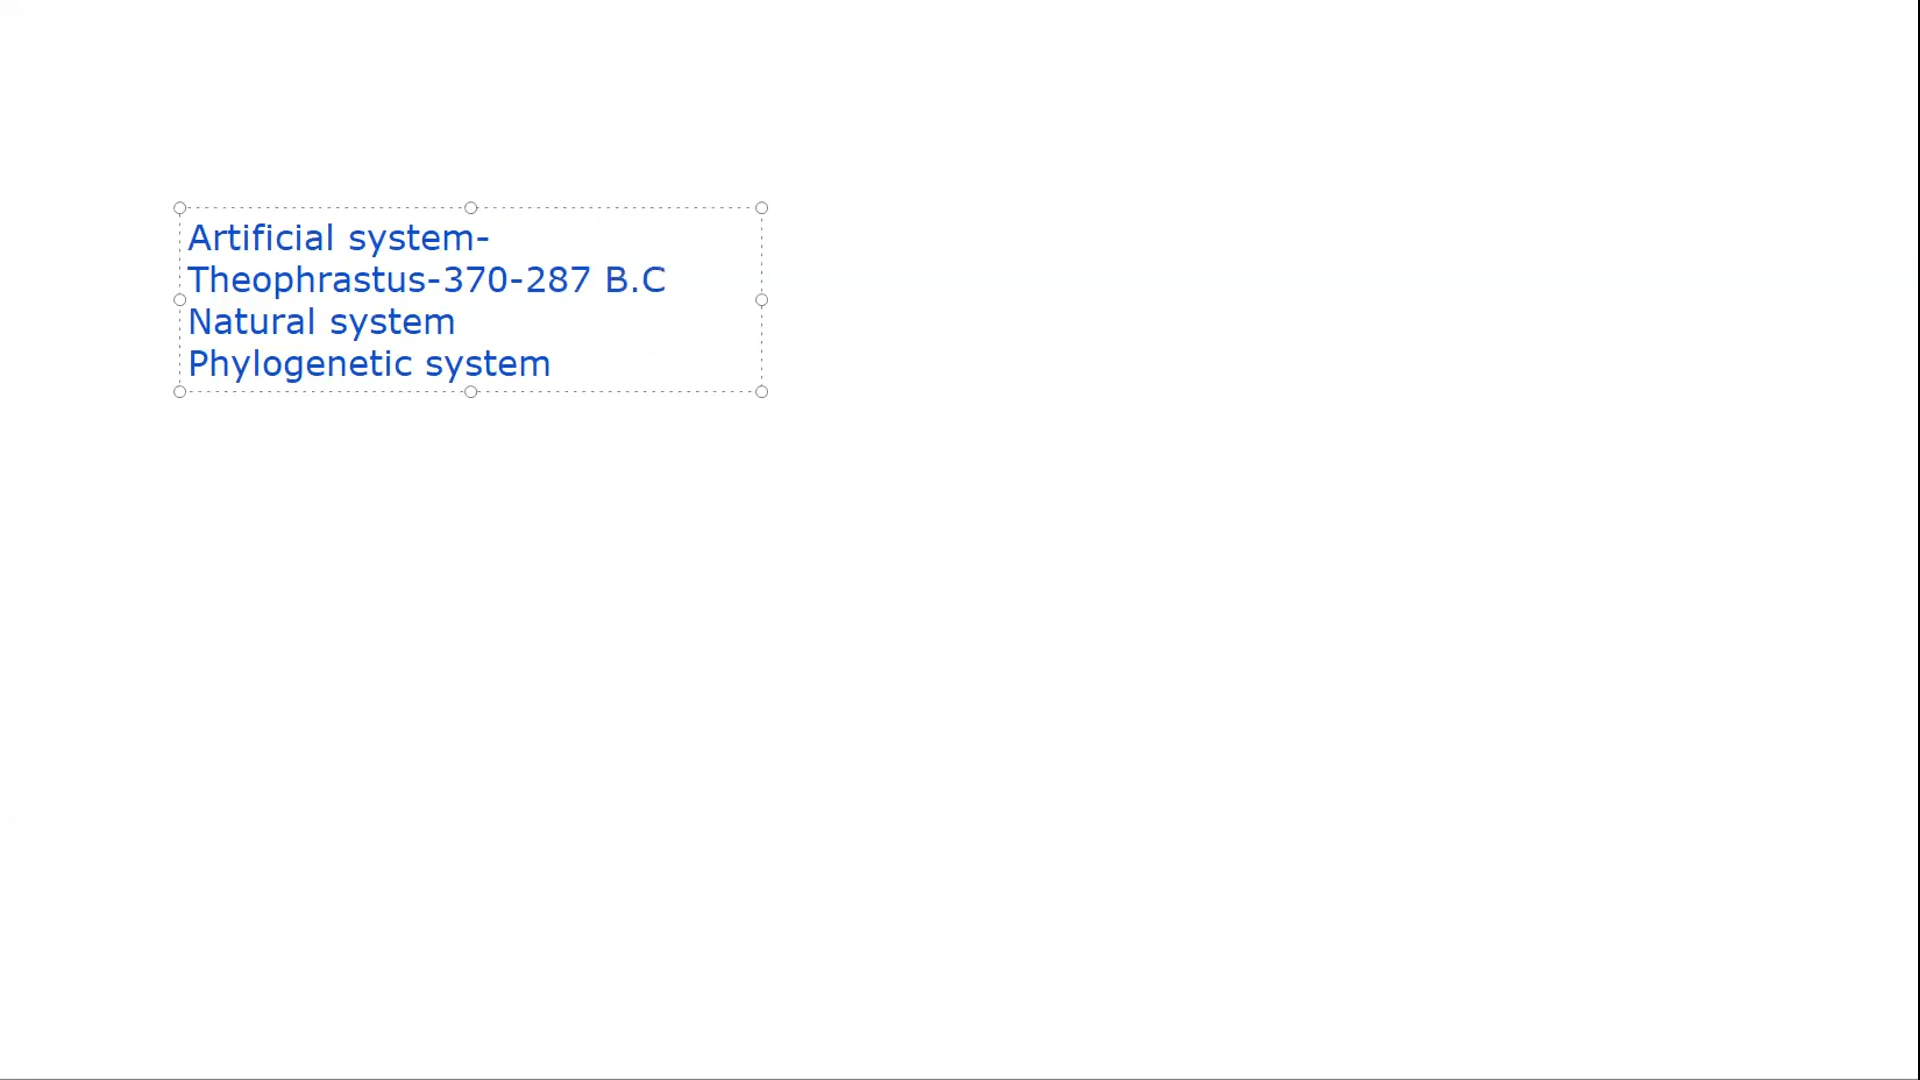 Artificial system-
Theophrastus-370-287 B.C
Natural system
Phylogenetic system